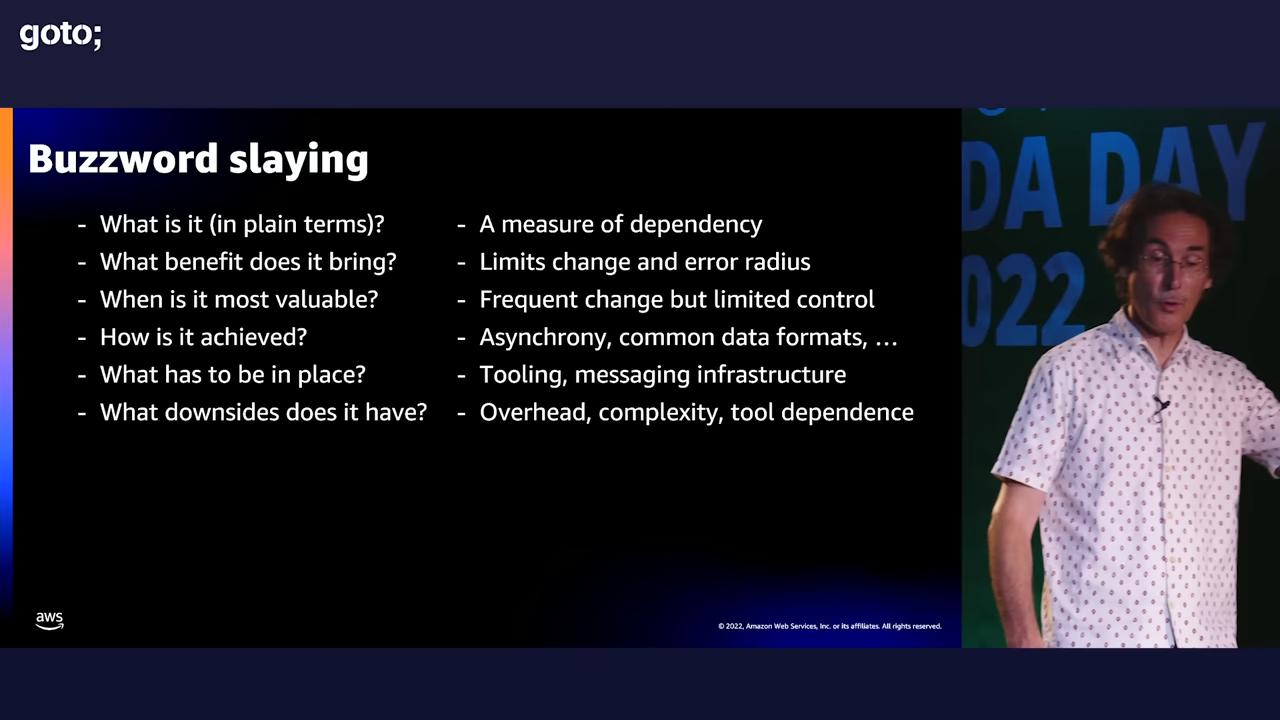 goto;
Buzzword slaying
- What is it (in plain terms)?
- What benefit does it bring?
- When is it most valuable?
- How is it achieved?
- What has to be in place?
- What downsides does it have?
- A measure of dependency
- Limits change and error radius
- Frequent change but limited control
- Asynchrony, common data formats, …
- Tooling, messaging infrastructure
- Overhead, complexity, tool dependence
aws
© 2022, Amazon Web Services, Inc. or its affiliates. All rights reserved.
DA DAY
022